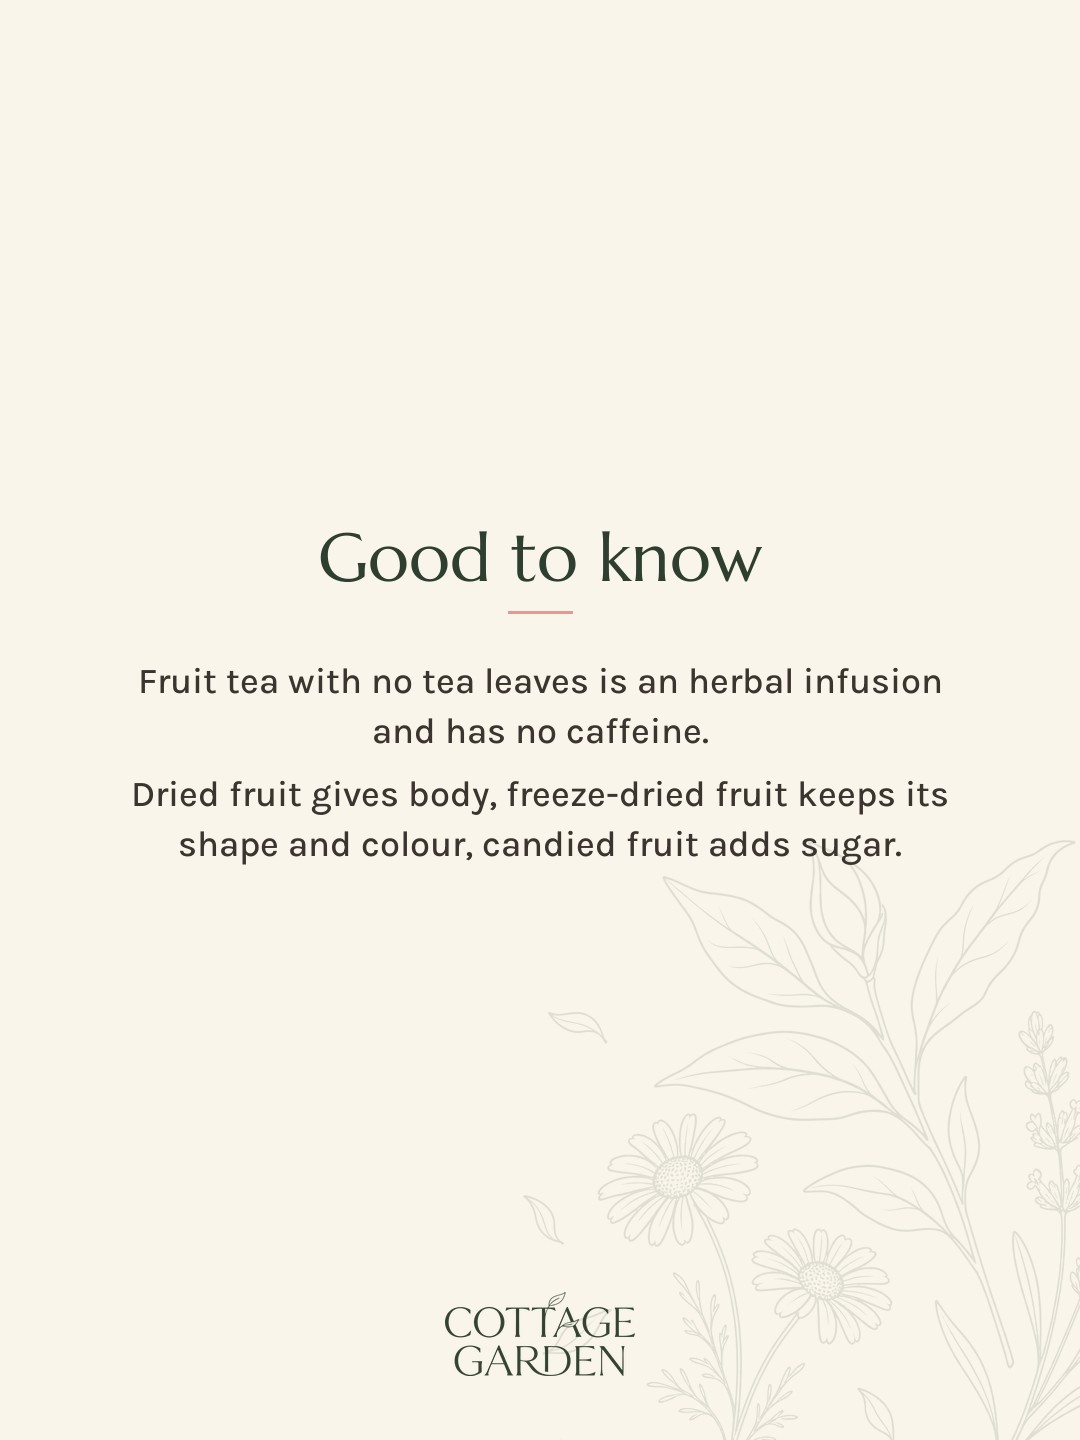 Good to know
Fruit tea with no tea leaves is an herbal infusion
and has no caffeine.
Dried fruit gives body, freeze-dried fruit keeps its
shape and colour, candied fruit adds sugar.
COTTAGE
GARDEN